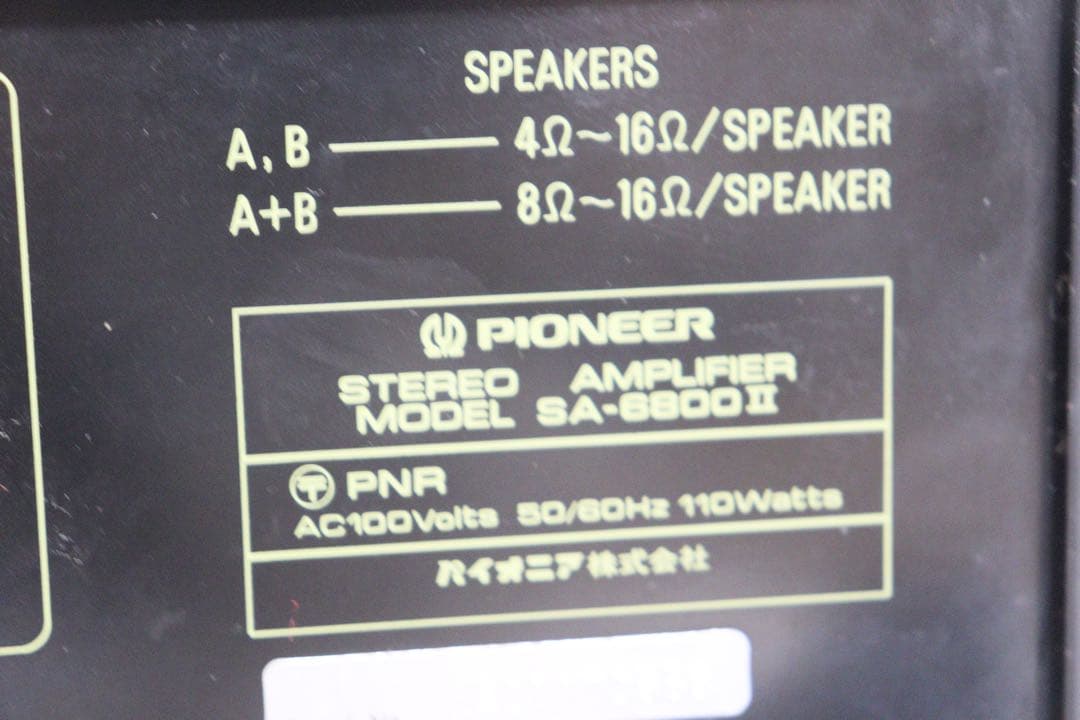 SPEAKERS
A, B ── 4Ω~16Ω/SPEAKER
A+B ── 8Ω~16Ω/SPEAKER
PIONEER
STEREO AMPLIFIER
MODEL SA-6800II
PNR
AC100Volts 50/60Hz 110Watts
パイオニア株式会社